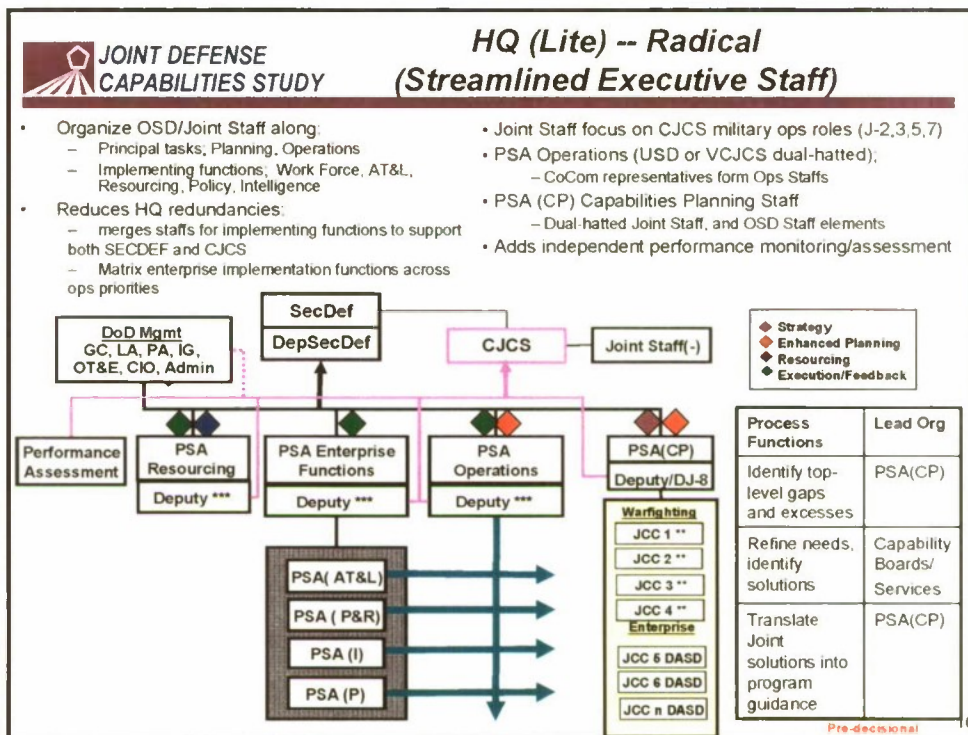 JOINT DEFENSE
CAPABILITIES STUDY
HQ (Lite) -- Radical
(Streamlined Executive Staff)
• Organize OSD/Joint Staff along:
– Principal tasks; Planning, Operations
– Implementing functions; Work Force, AT&L,
Resourcing, Policy, Intelligence
• Reduces HQ redundancies:
– merges staffs for implementing functions to support
both SECDEF and CJCS
– Matrix enterprise implementation functions across
ops priorities
• Joint Staff focus on CJCS military ops roles (J-2,3,5,7)
• PSA Operations (USD or VCJCS dual-hatted);
– CoCom representatives form Ops Staffs
• PSA (CP) Capabilities Planning Staff
– Dual-hatted Joint Staff, and OSD Staff elements
• Adds independent performance monitoring/assessment
DoD Mgmt
GC, LA, PA, IG,
OT&E, CIO, Admin
SecDef
DepSecDef
CJCS
Joint Staff(-)
Strategy
Enhanced Planning
Resourcing
Execution/Feedback
Performance
Assessment
PSA
Resourcing
Deputy ***
PSA Enterprise
Functions
Deputy ***
PSA
Operations
Deputy ***
PSA(CP)
Deputy/DJ-8
PSA( AT&L)
PSA ( P&R)
PSA (I)
PSA (P)
Warfighting
JCC 1 **
JCC 2 **
JCC 3 **
JCC 4 **
Enterprise
JCC 5 DASD
JCC 6 DASD
JCC n DASD
Process
Functions
Lead Org
Identify top-
level gaps
and excesses
PSA(CP)
Refine needs,
identify
solutions
Capability
Boards/
Services
Translate
Joint
solutions into
program
guidance
PSA(CP)
Pre-decisional